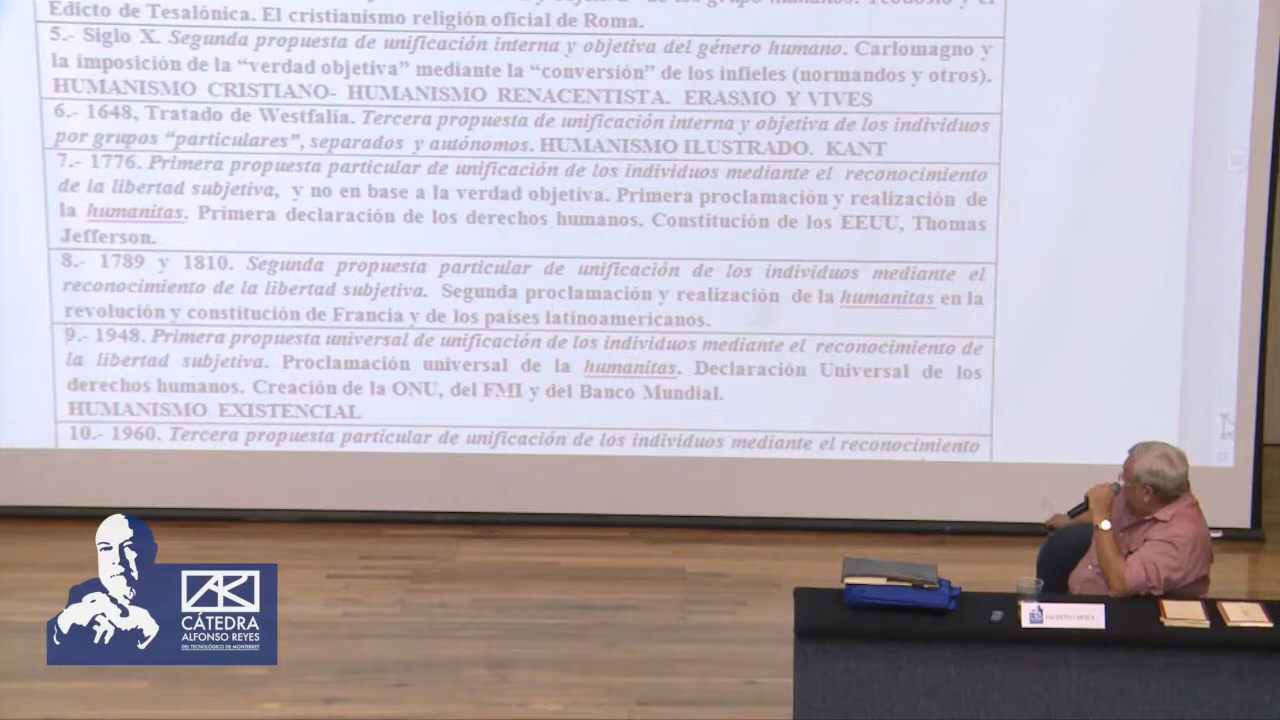 Edicto de Tesalónica. El cristianismo religión oficial de Roma.
5.- Siglo X. Segunda propuesta de unificación interna y objetiva del género humano. Carlomagno y
la imposición de la “verdad objetiva” mediante la “conversión” de los infieles (normandos y otros).
HUMANISMO CRISTIANO- HUMANISMO RENACENTISTA. ERASMO Y VIVES
6.- 1648, Tratado de Westfalia. Tercera propuesta de unificación interna y objetiva de los individuos
por grupos “particulares”, separados y autónomos. HUMANISMO ILUSTRADO. KANT
7.- 1776. Primera propuesta particular de unificación de los individuos mediante el reconocimiento
de la libertad subjetiva, y no en base a la verdad objetiva. Primera proclamación y realización de
la humanitas. Primera declaración de los derechos humanos. Constitución de los EEUU, Thomas
Jefferson.
8.- 1789 y 1810. Segunda propuesta particular de unificación de los individuos mediante el
reconocimiento de la libertad subjetiva. Segunda proclamación y realización de la humanitas en la
revolución y constitución de Francia y de los países latinoamericanos.
9.- 1948. Primera propuesta universal de unificación de los individuos mediante el reconocimiento de
la libertad subjetiva. Proclamación universal de la humanitas. Declaración Universal de los
derechos humanos. Creación de la ONU, del FMI y del Banco Mundial.
HUMANISMO EXISTENCIAL
10.- 1960. Tercera propuesta particular de unificación de los individuos mediante el reconocimiento
AR
CÁTEDRA
ALFONSO REYES
DEL TECNOLÓGICO DE MONTERREY
JACINTO CHOZA